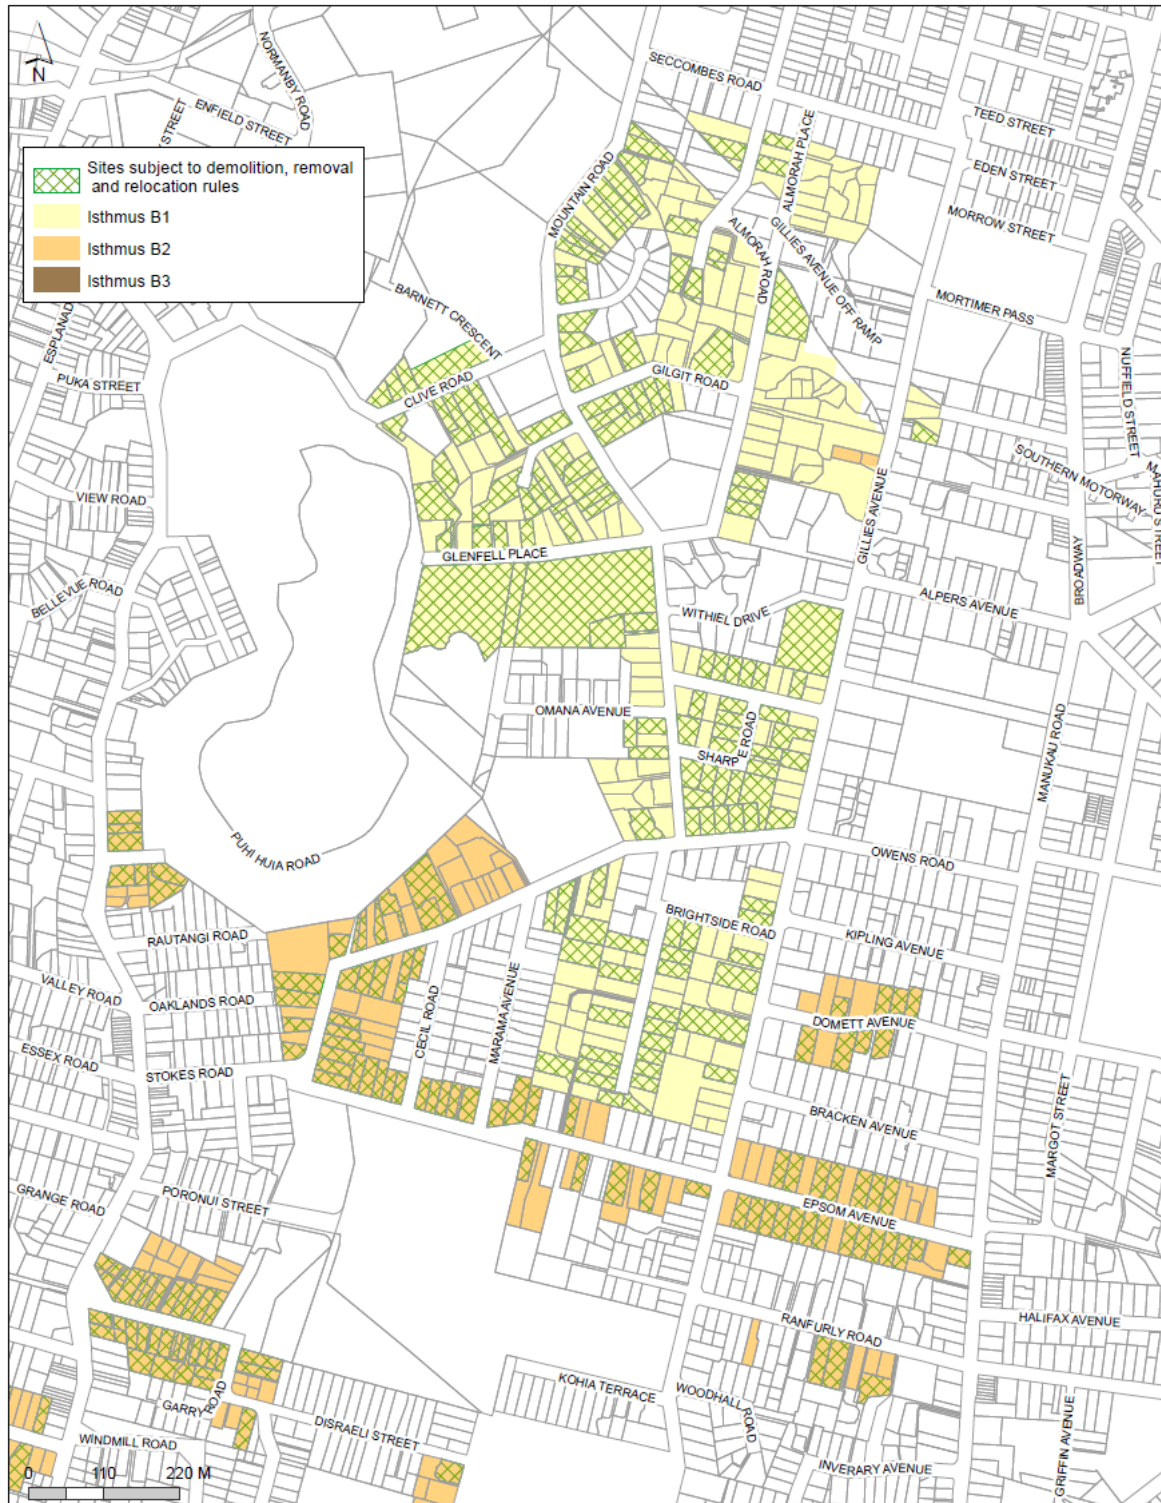 N
NORMANBY ROAD
ENFIELD STREET
STREET
SECCOMBES ROAD
TEED STREET
EDEN STREET
MORROW STREET
ALMORAH PLACE
MOUNTAIN ROAD
Sites subject to demolition, removal
and relocation rules
Isthmus B1
Isthmus B2
Isthmus B3
ALMORAH ROAD
GILLIES AVENUE OFF RAMP
BARNETT CRESCENT
MORTIMER PASS
ESPLANAD
PUKA STREET
CLIVE ROAD
GILGIT ROAD
NUFFIELD STREET
SOUTHERN MOTORWAY
MAHURU STREET
VIEW ROAD
GILLIES AVENUE
GLENFELL PLACE
BROADWAY
BELLEVUE ROAD
WITHIEL DRIVE
ALPERS AVENUE
OMANA AVENUE
SHARPE ROAD
MANUKAU ROAD
PUHI HUIA ROAD
OWENS ROAD
BRIGHTSIDE ROAD
KIPLING AVENUE
RAUTANGI ROAD
VALLEY ROAD
OAKLANDS ROAD
CECIL ROAD
MARAMA AVENUE
DOMETT AVENUE
ESSEX ROAD
STOKES ROAD
BRACKEN AVENUE
MARGOT STREET
GRANGE ROAD
PORONUI STREET
EPSOM AVENUE
RANFURLY ROAD
HALIFAX AVENUE
KOHIA TERRACE
WOODHALL ROAD
GARRY ROAD
DISRAELI STREET
WINDMILL ROAD
INVERARY AVENUE
GRIFFIN AVENUE
0 110 220 M